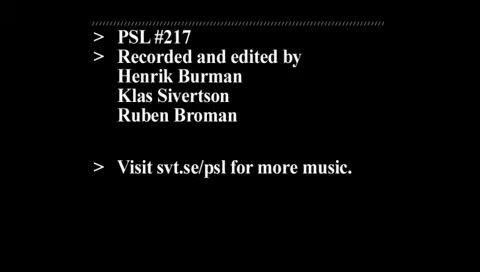 > PSL #217
> Recorded and edited by
Henrik Burman
Klas Sivertson
Ruben Broman
> Visit svt.se/psl for more music.